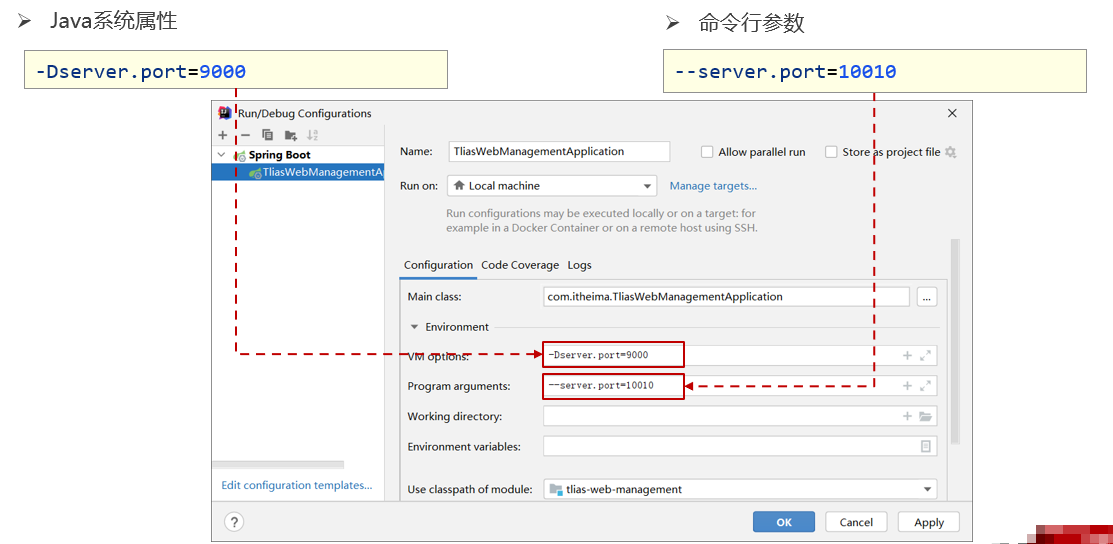 Java系统属性
命令行参数
-Dserver.port=9000
--server.port=10010
Run/Debug Configurations
Spring Boot
TliasWebManagementAp
Name: TliasWebManagementApplication Allow parallel run Store as project file
Run on: Local machine Manage targets...
Run configurations may be executed locally or on a target: for
example in a Docker Container or on a remote host using SSH.
Configuration Code Coverage Logs
Main class: com.itheima.TliasWebManagementApplication ...
Environment
VM options: -Dserver.port=9000
Program arguments: --server.port=10010
Working directory:
Environment variables:
Use classpath of module: tlias-web-management
Edit configuration templates...
? OK Cancel Apply